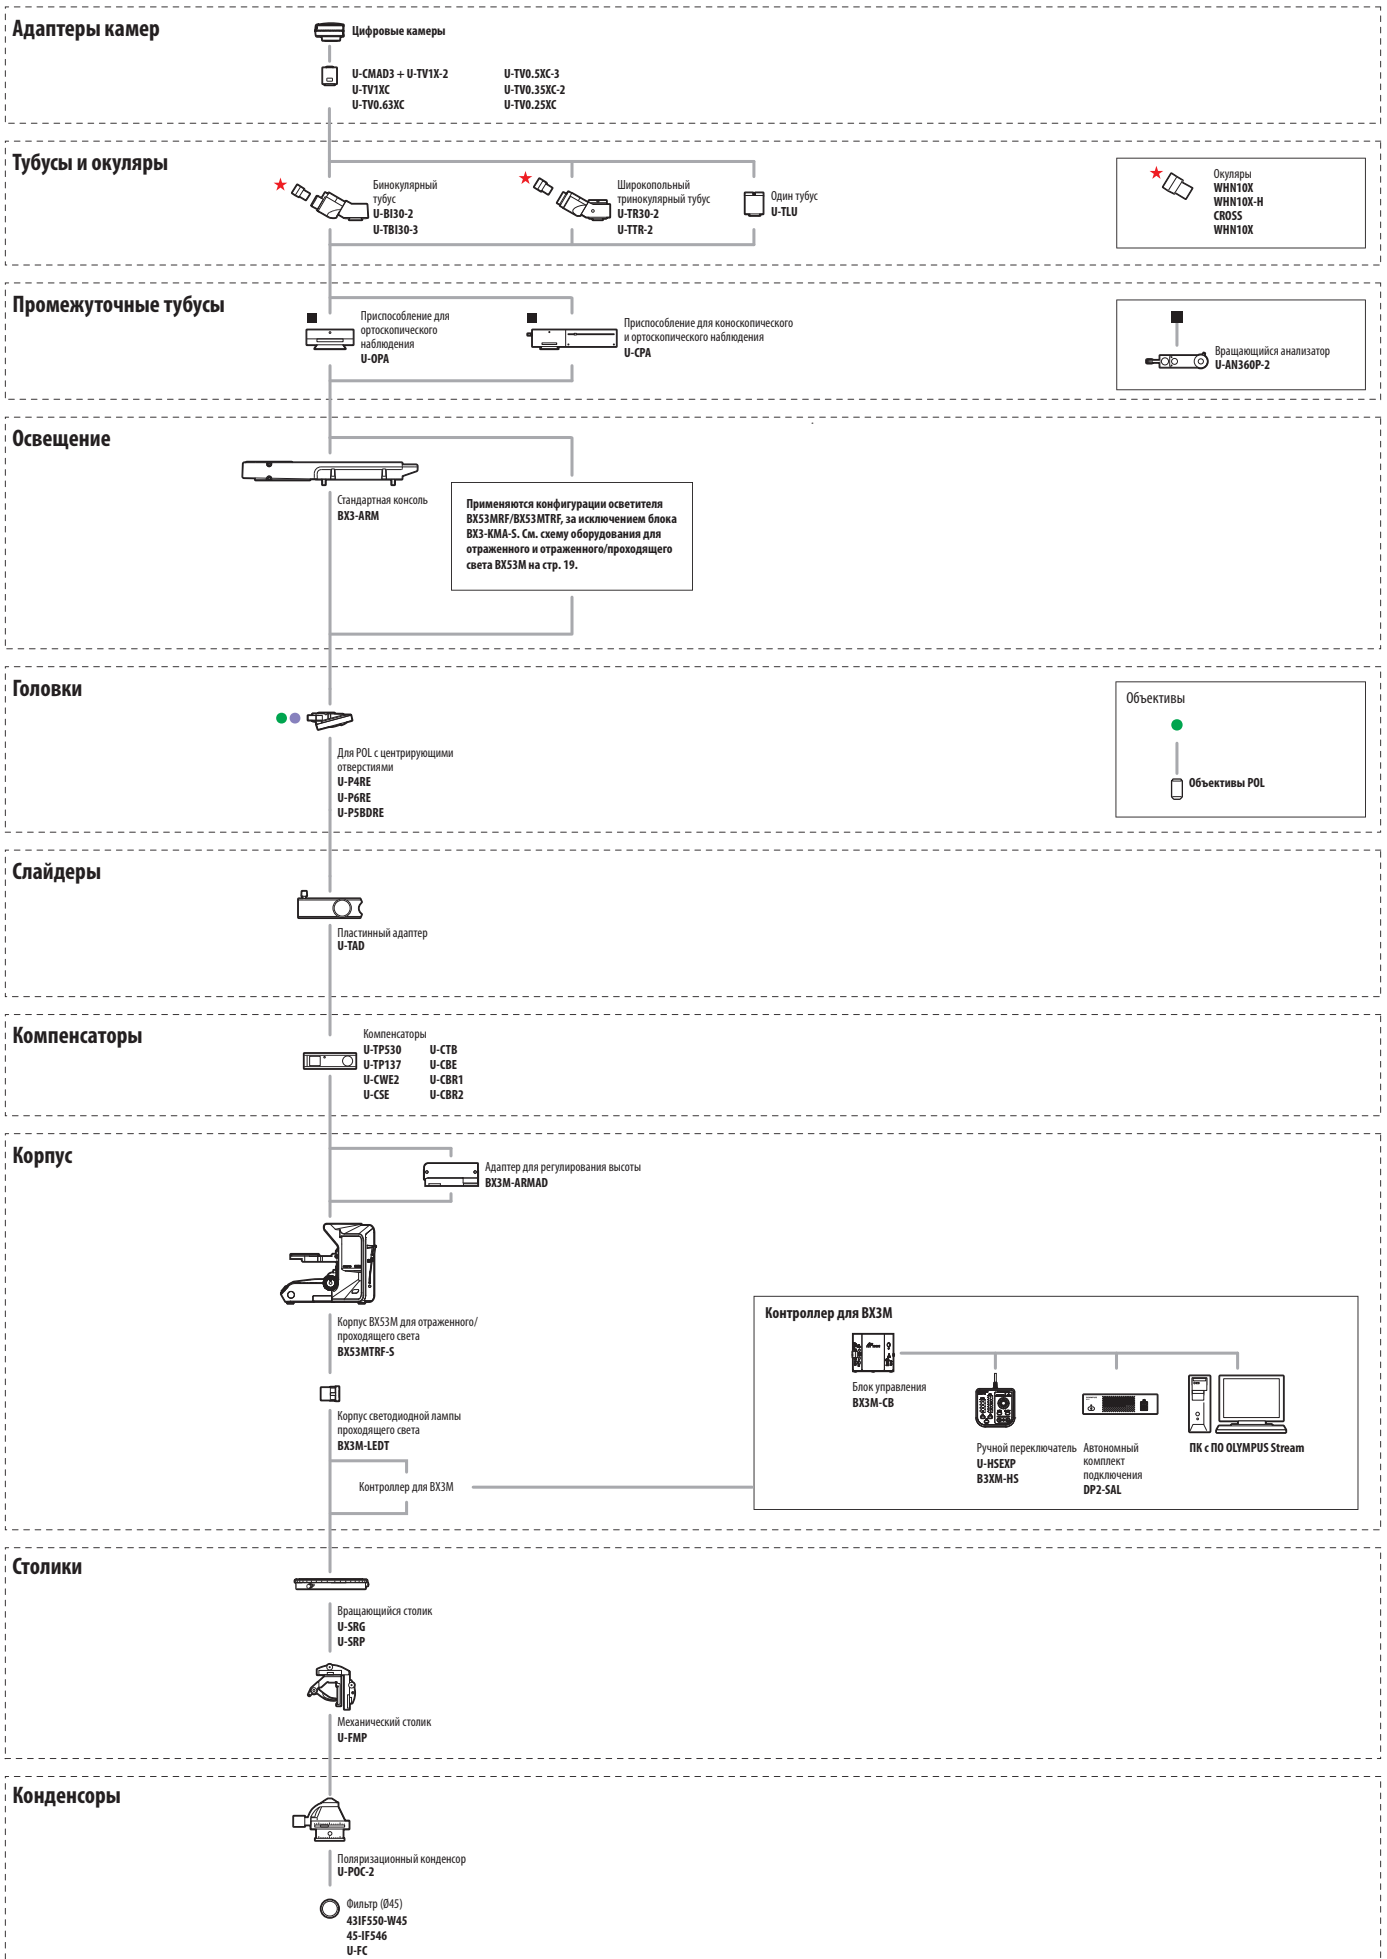 Адаптеры камер
Цифровые камеры
U-CMAD3 + U-TV1X-2
U-TV1XC
U-TV0.63XC
U-TV0.5XC-3
U-TV0.35XC-2
U-TV0.25XC
Тубусы и окуляры
Бинокулярный
тубус
U-BI30-2
U-TBI30-3
Широкопольный
тринокулярный тубус
U-TR30-2
U-TTR-2
Один тубус
U-TLU
Окуляры
WHN10X
WHN10X-H
CROSS
WHN10X
Промежуточные тубусы
Приспособление для
ортоскопического
наблюдения
U-OPA
Приспособление для коноскопического
и ортоскопического наблюдения
U-CPA
Вращающийся анализатор
U-AN360P-2
Освещение
Стандартная консоль
BX3-ARM
Применяются конфигурации осветителя
BX53MRF/BX53MTRF, за исключением блока
BX3-KMA-S. См. схему оборудования для
отраженного и отраженного/проходящего
света BX53M на стр. 19.
Головки
Для POL с центрирующими
отверстиями
U-P4RE
U-P6RE
U-P5BDRE
Объективы
Объективы POL
Слайдеры
Пластинный адаптер
U-TAD
Компенсаторы
Компенсаторы
U-TP530
U-TP137
U-CWE2
U-CSE
U-CTB
U-CBE
U-CBR1
U-CBR2
Корпус
Адаптер для регулирования высоты
BX3M-ARMAD
Корпус BX53M для отраженного/
проходящего света
BX53MTRF-S
Корпус светодиодной лампы
проходящего света
BX3M-LEDT
Контроллер для BX3M
Контроллер для BX3M
Блок управления
BX3M-CB
Ручной переключатель
U-HSEXP
B3XM-HS
Автономный
комплект
подключения
DP2-SAL
ПК с ПО OLYMPUS Stream
Столики
Вращающийся столик
U-SRG
U-SRP
Механический столик
U-FMP
Конденсоры
Поляризационный конденсор
U-POC-2
Фильтр (Ø45)
43IF550-W45
45-IF546
U-FC